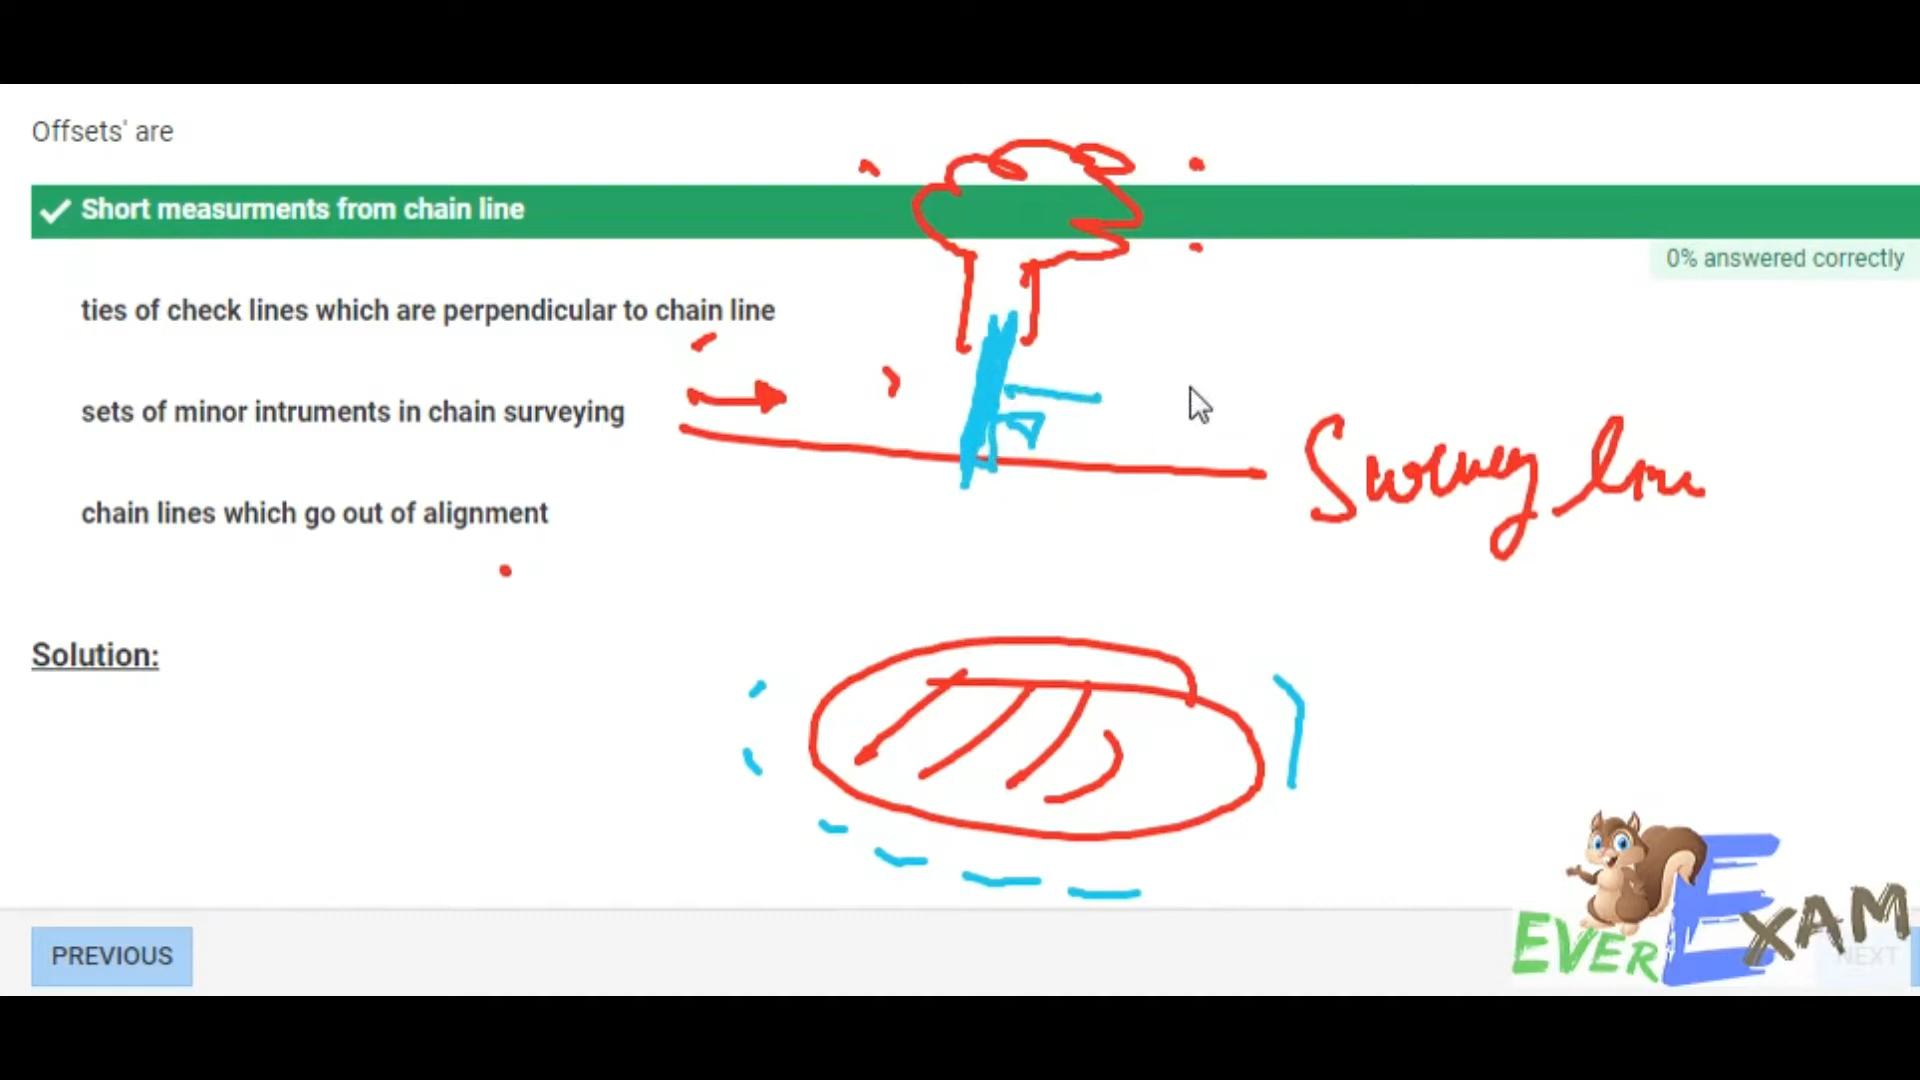 Offsets' are
Short measurments from chain line
0% answered correctly
ties of check lines which are perpendicular to chain line
sets of minor intruments in chain surveying
Survey line
chain lines which go out of alignment
Solution:
EVER EXAM
PREVIOUS
NEXT